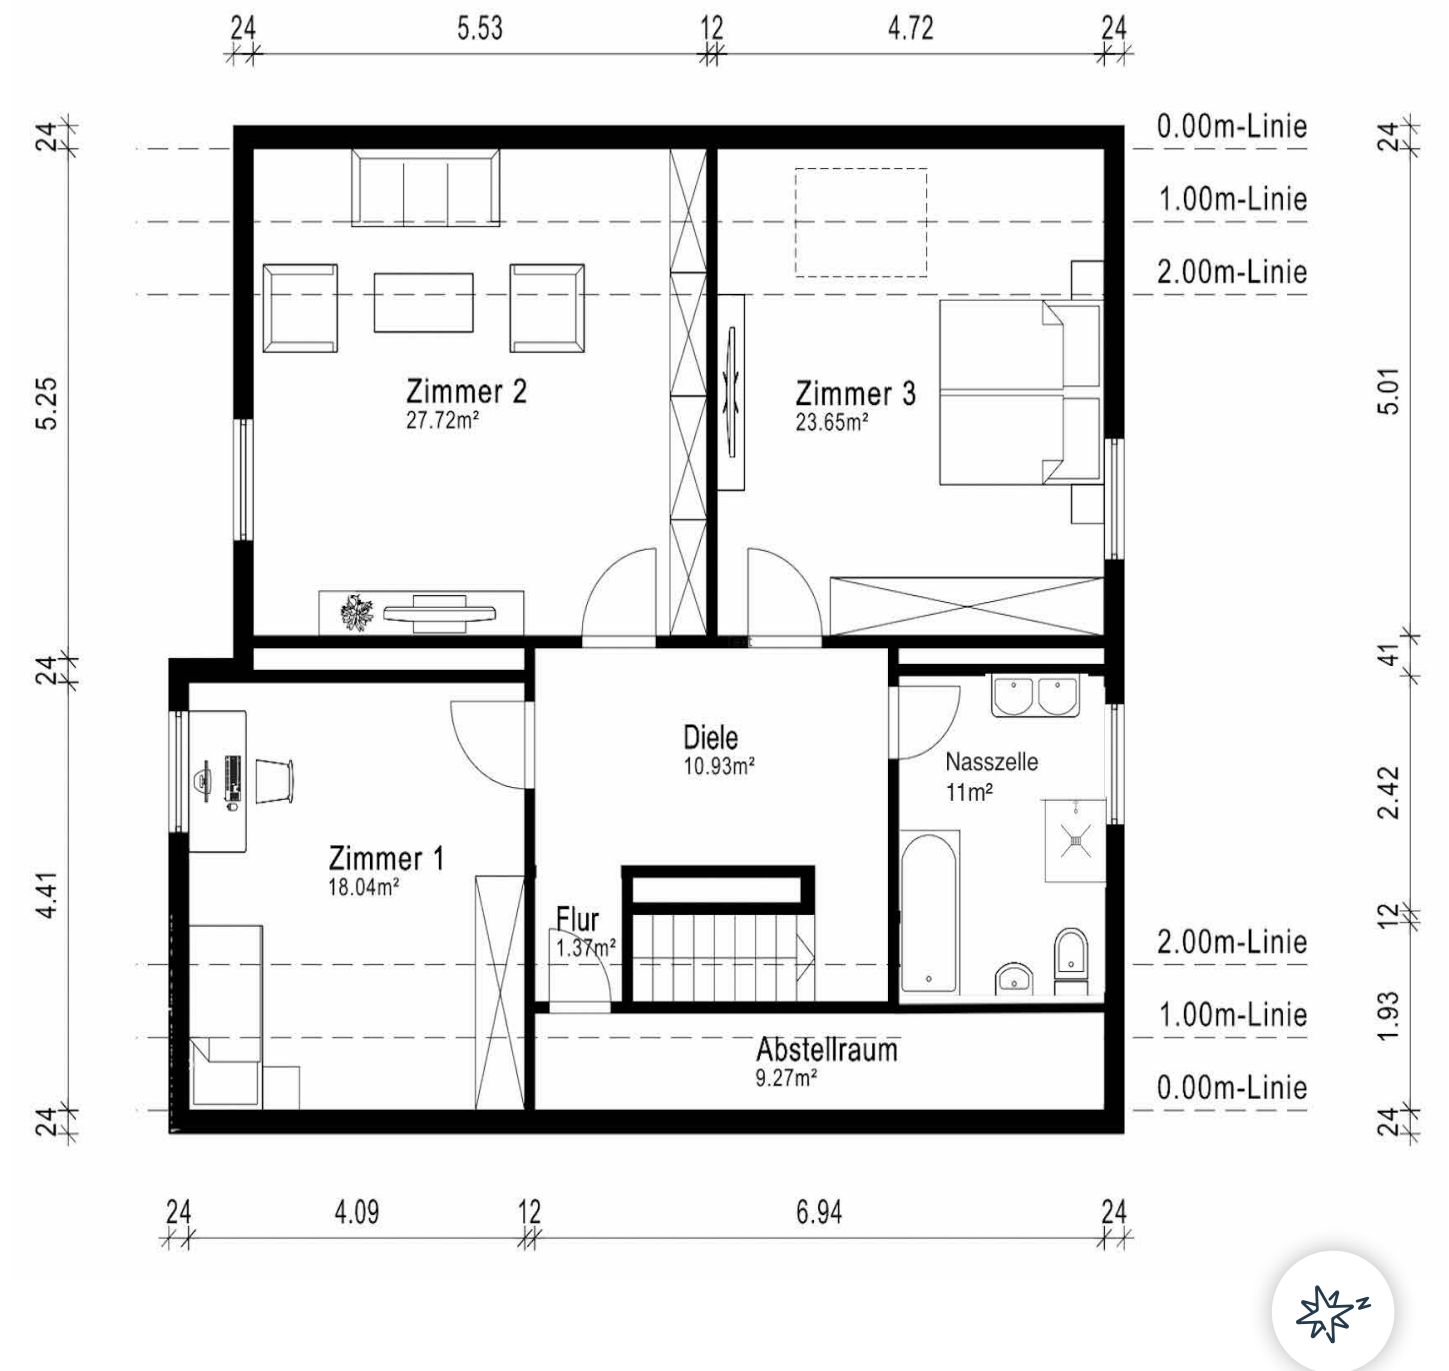 24 5.53 12 4.72 24
24
0.00m-Linie
24
1.00m-Linie
2.00m-Linie
5.25
Zimmer 2
27.72m²
Zimmer 3
23.65m²
5.01
24
41
Diele
10.93m²
Nasszelle
11m²
2.42
Zimmer 1
18.04m²
4.41
Flur
1.37m²
12
2.00m-Linie
1.00m-Linie
1.93
Abstellraum
9.27m²
0.00m-Linie
24
24
24 4.09 12 6.94 24
N